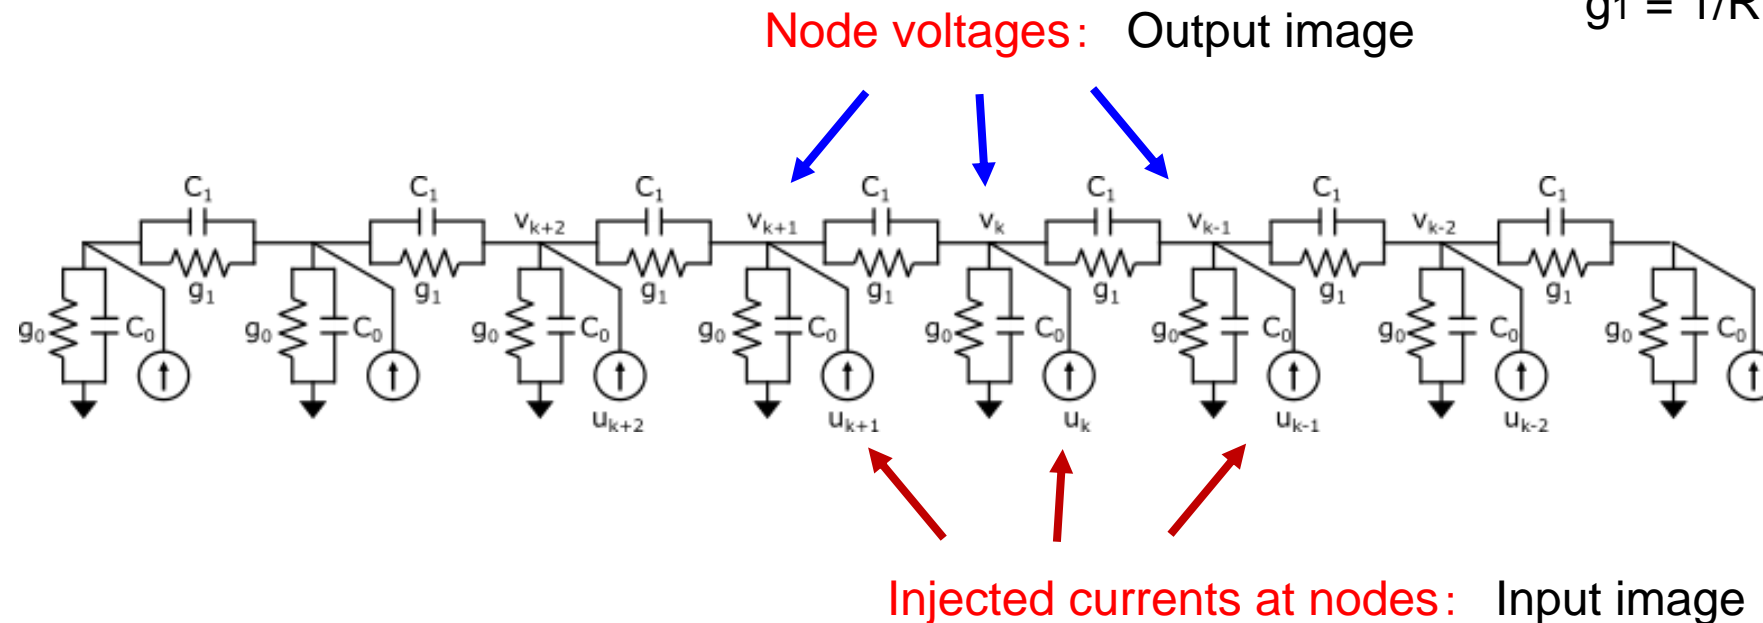 g1 = 1/R
Node voltages: Output image
C1 C1 C1 C1 C1 C1 C1
vk+2 vk+1 vk vk-1 vk-2
g1 g1 g1 g1 g1 g1
g0 C0 g0 C0 g0 C0 g0 C0 g0 C0 g0 C0 g0 C0 g0 C0
uk+2 uk+1 uk uk-1 uk-2
Injected currents at nodes: Input image